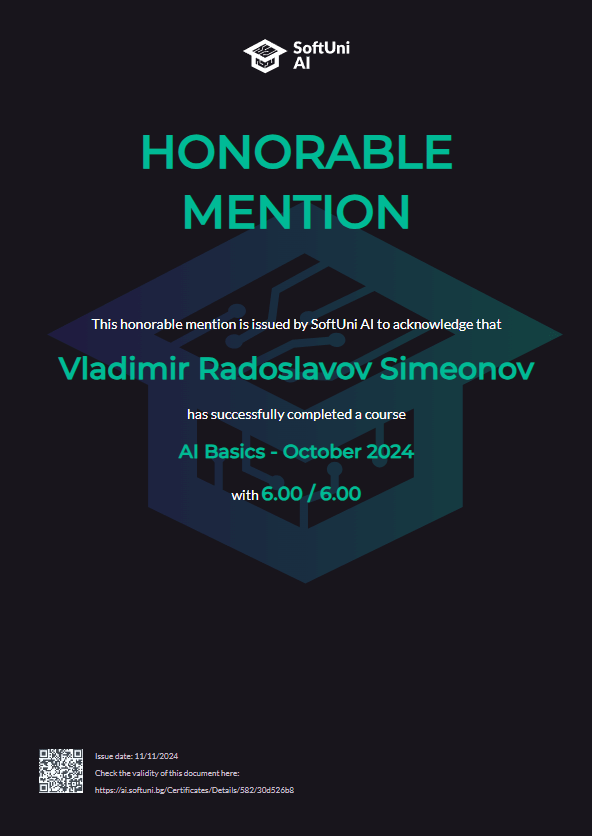 SoftUni
AI
HONORABLE
MENTION
This honorable mention is issued by SoftUni AI to acknowledge that
Vladimir Radoslavov Simeonov
has successfully completed a course
AI Basics - October 2024
with 6.00 / 6.00
Issue date: 11/11/2024
Check the validity of this document here:
https://ai.softuni.bg/Certificates/Details/582/30d526b8